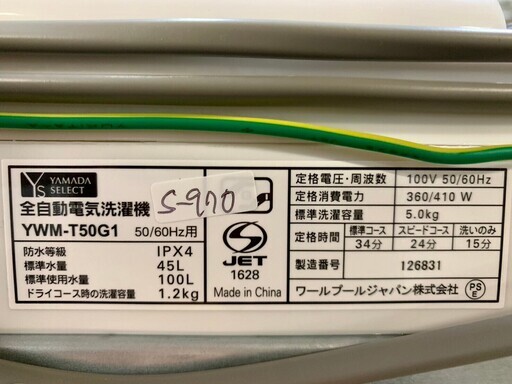 YS YAMADA SELECT
全自動電気洗濯機
YWM-T50G1 50/60Hz用
防水等級 IPX4
標準水量 45L
標準使用水量 100L
ドライコース時の洗濯容量 1.2kg
S-970
JET
1628
Made in China
定格電圧・周波数 100V 50/60Hz
定格消費電力 360/410 W
標準洗濯容量 5.0kg
定格時間 標準コース スピードコース 洗いのみ
34分 24分 15分
製造番号 126831
ワールプールジャパン株式会社
PSE